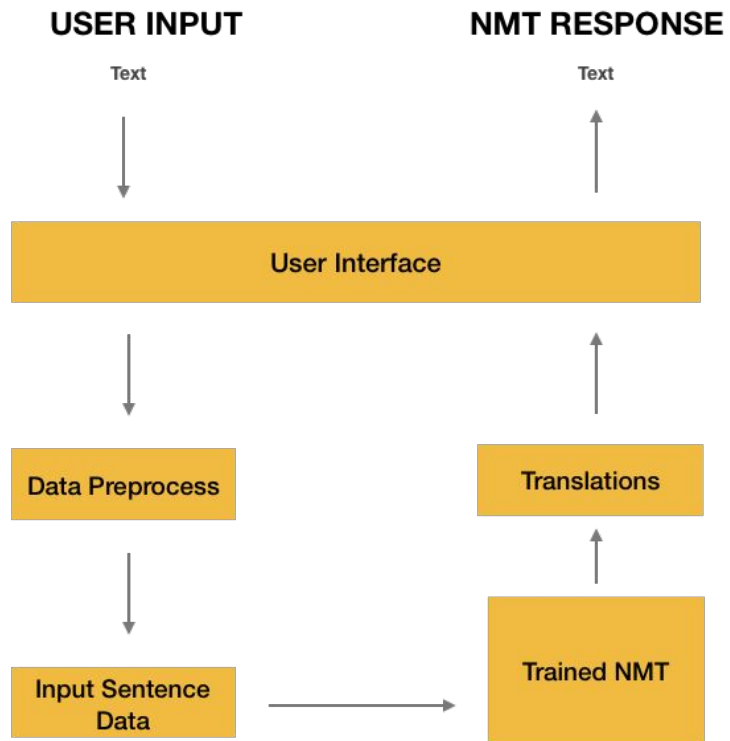 USER INPUT
NMT RESPONSE
Text
Text
User Interface
Data Preprocess
Translations
Input Sentence
Data
Trained NMT